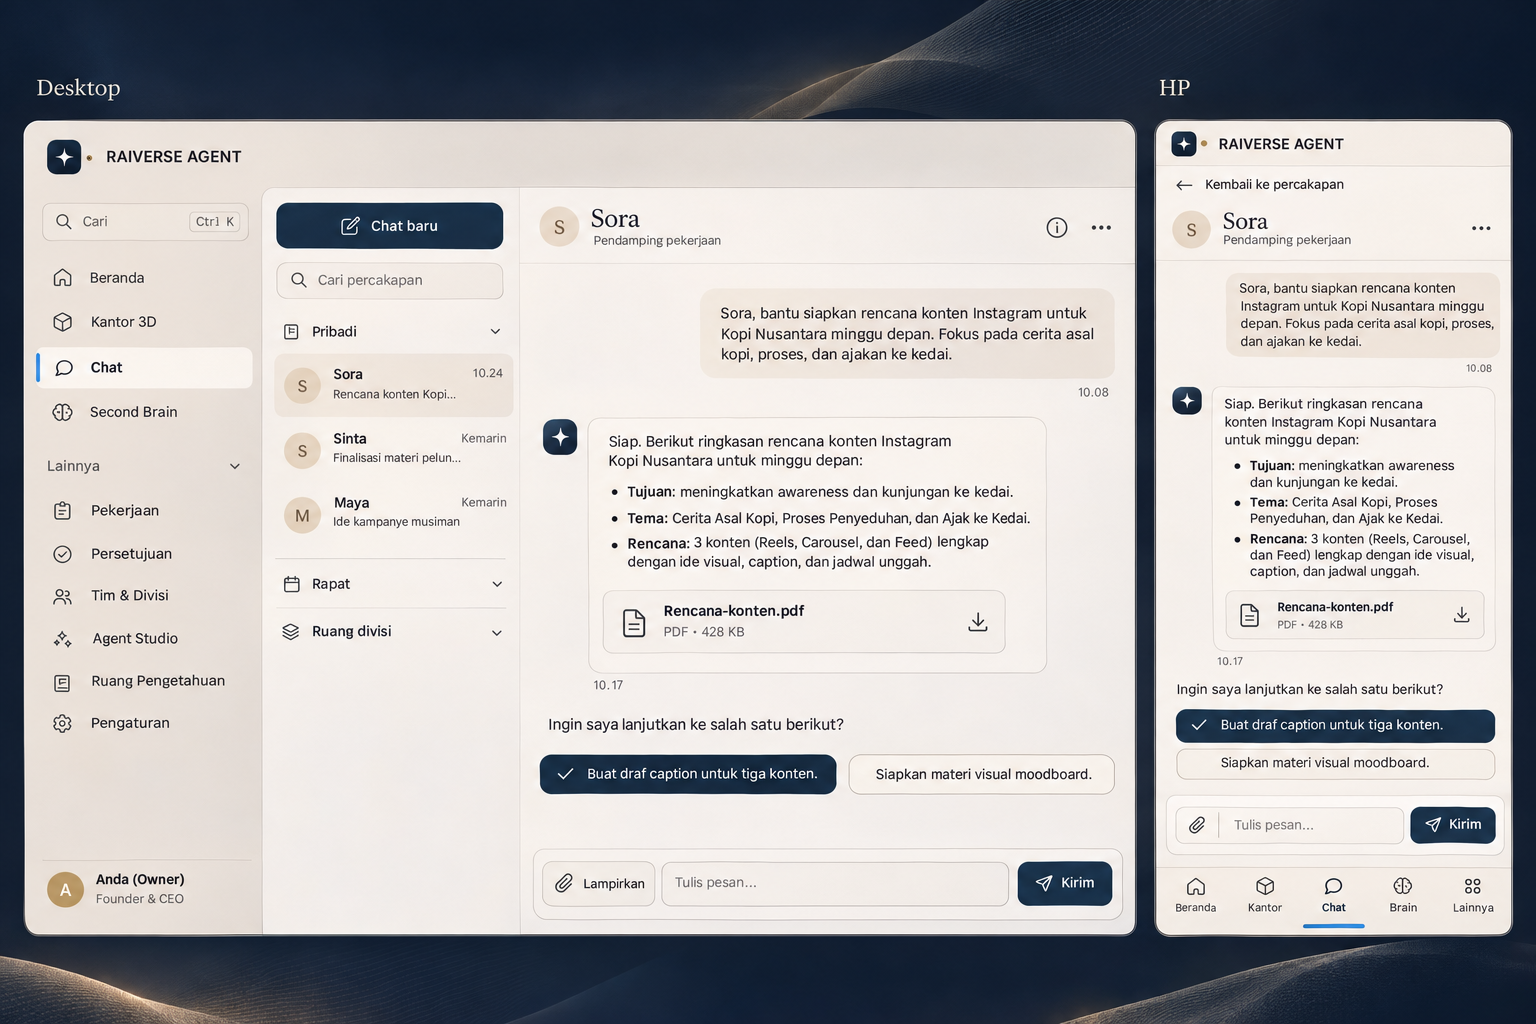 Desktop
RAIVERSE AGENT
Cari
Ctrl K
Beranda
Kantor 3D
Chat
Second Brain
Lainnya
Pekerjaan
Persetujuan
Tim & Divisi
Agent Studio
Ruang Pengetahuan
Pengaturan
A
Anda (Owner)
Founder & CEO
Chat baru
Cari percakapan
Pribadi
S
Sora
10.24
Rencana konten Kopi...
S
Sinta
Kemarin
Finalisasi materi pelun...
M
Maya
Kemarin
Ide kampanye musiman
Rapat
Ruang divisi
S
Sora
Pendamping pekerjaan
Sora, bantu siapkan rencana konten Instagram untuk
Kopi Nusantara minggu depan. Fokus pada cerita asal
kopi, proses, dan ajakan ke kedai.
10.08
Siap. Berikut ringkasan rencana konten Instagram
Kopi Nusantara untuk minggu depan:
• Tujuan: meningkatkan awareness dan kunjungan ke kedai.
• Tema: Cerita Asal Kopi, Proses Penyeduhan, dan Ajak ke Kedai.
• Rencana: 3 konten (Reels, Carousel, dan Feed) lengkap
dengan ide visual, caption, dan jadwal unggah.
Rencana-konten.pdf
PDF • 428 KB
10.17
Ingin saya lanjutkan ke salah satu berikut?
Buat draf caption untuk tiga konten.
Siapkan materi visual moodboard.
Lampirkan
Tulis pesan...
Kirim
HP
RAIVERSE AGENT
Kembaii ke percakapan
S
Sora
Pendamping pekerjaan
Sora, bantu siapkan rencana konten
Instagram untuk Kopi Nusantara minggu
depan. Fokus pada cerita asal kopi, proses,
dan ajakan ke kedai.
10.08
Siap. Berikut ringkasan rencana
konten Instagram Kopi Nusantara
untuk minggu depan:
• Tujuan: meningkatkan awareness
dan kunjungan ke kedai.
• Tema: Cerita Asal Kopi, Proses
Penyeduhan, dan Ajak ke Kedai.
• Rencana: 3 konten (Reels, Carousel,
dan Feed) lengkap dengan ide visual,
caption, dan jadwal unggah.
Rencana-konten.pdf
PDF • 428 KB
10.17
Ingin saya lanjutkan ke salah satu berikut?
Buat draf caption untuk tiga konten.
Siapkan materi visual moodboard.
Tulis pesan...
Kirim
Beranda
Kantor
Chat
Brain
Lainnya